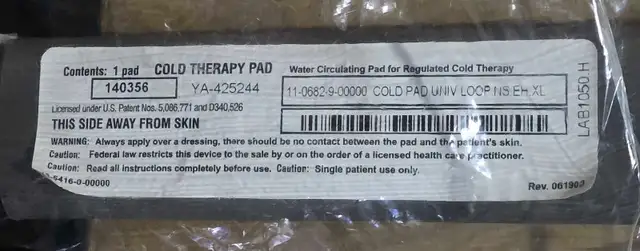 Contents: 1 pad COLD THERAPY PAD
Water Circulating Pad for Regulated Cold Therapy
140356 YA-425244
11-0682-9-00000 COLD PAD UNIV LOOP NS EH XL
Licensed under U.S. Patent Nos. 5,086,771 and D340,526
THIS SIDE AWAY FROM SKIN
WARNING: Always apply over a dressing, there should be no contact between the pad and the patient's skin.
Caution: Federal law restricts this device to the sale by or on the order of a licensed health care practitioner.
Caution: Read all instructions completely before use. Caution: Single patient use only.
Rev.
LAB1050.H